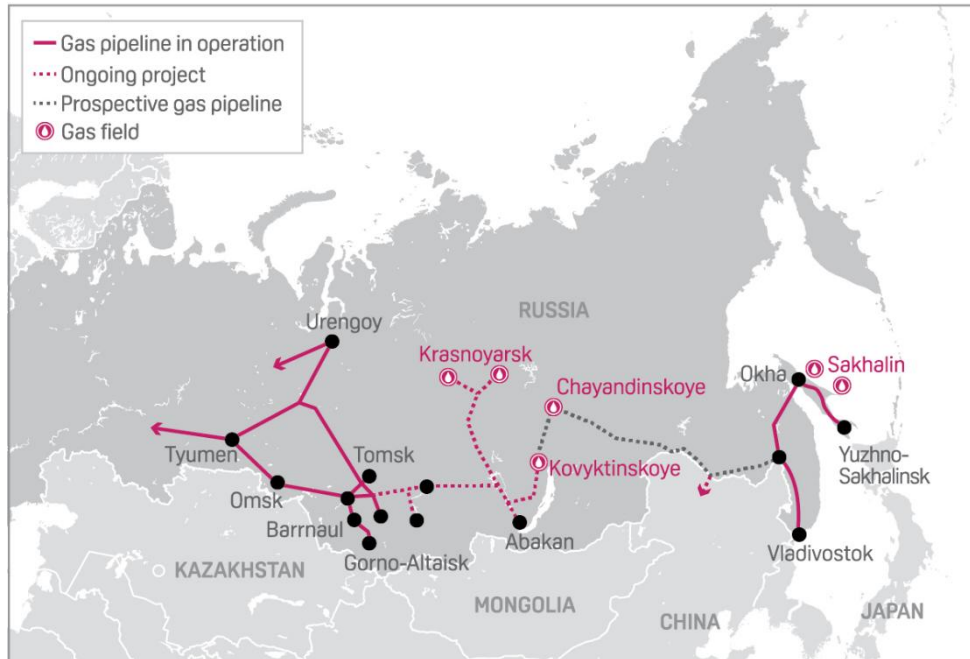 Gas pipeline in operation
Ongoing project
Prospective gas pipeline
Gas field
RUSSIA
Urengoy
Krasnoyarsk
Okha
Sakhalin
Chayandinskoye
Tyumen
Tomsk
Kovyktinskoye
Yuzhno-
Sakhalinsk
Omsk
Barrnaul
Abakan
Vladivostok
Gorno-Altaisk
KAZAKHSTAN
MONGOLIA
CHINA
JAPAN